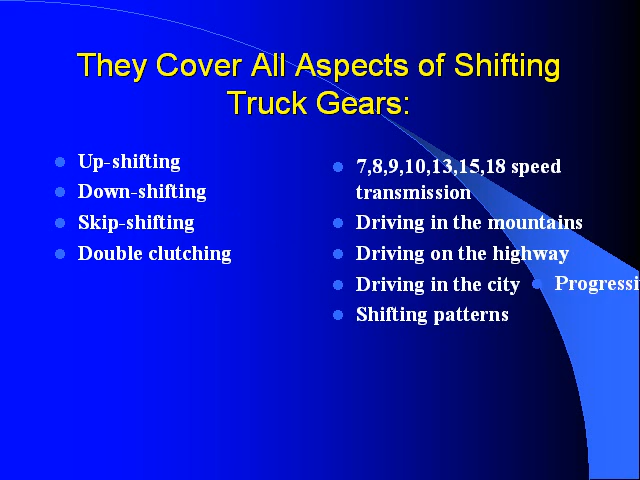 They Cover All Aspects of Shifting
Truck Gears:
Up-shifting
Down-shifting
Skip-shifting
Double clutching
7,8,9,10,13,15,18 speed
transmission
Driving in the mountains
Driving on the highway
Driving in the city
Shifting patterns